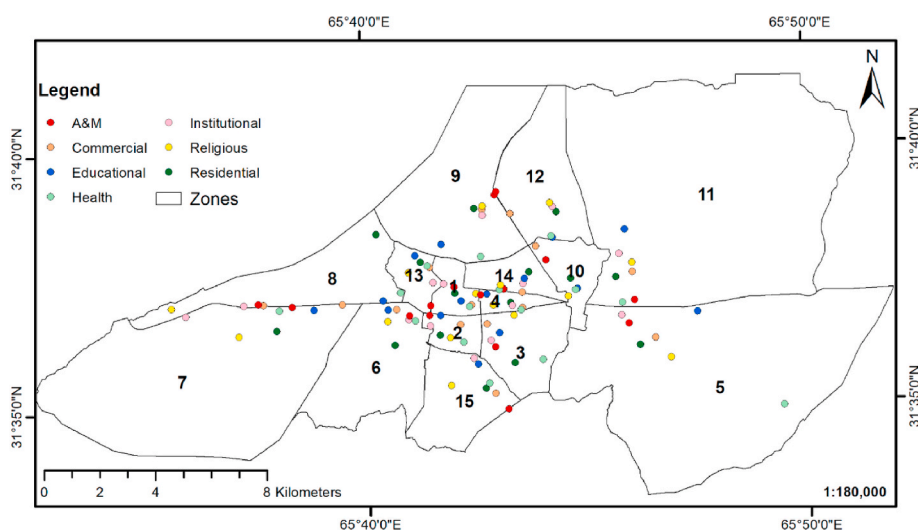 65°40'0"E 65°50'0"E
N
Legend
A&M Institutional
Commercial Religious
Educational Residential
Health Zones
31°40'0"N 31°40'0"N
9 12 11
13 1 14 10
8 4
2 3
7 6 5
15
31°35'0"N 31°35'0"N
0 2 4 8 Kilometers
1:180,000
65°40'0"E 65°50'0"E